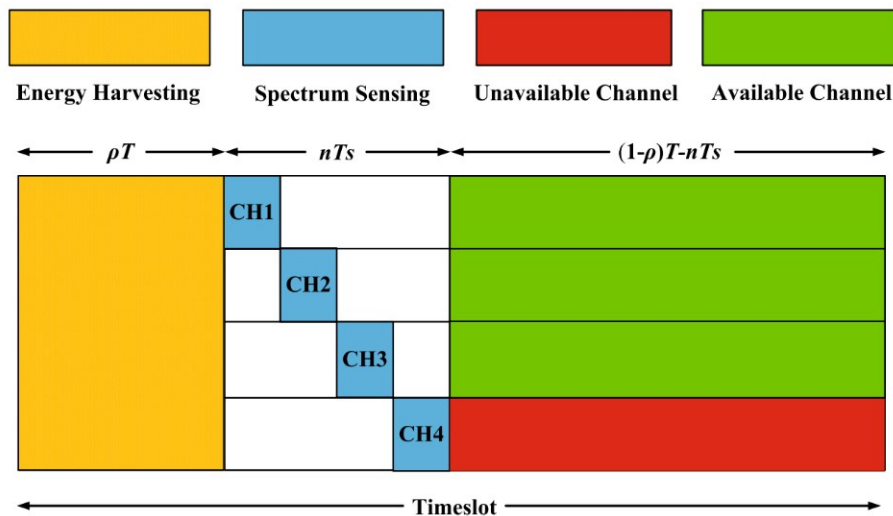 Energy Harvesting Spectrum Sensing Unavailable Channel Available Channel
ρT nTs (1-ρ)T-nTs
CH1
CH2
CH3
CH4
Timeslot